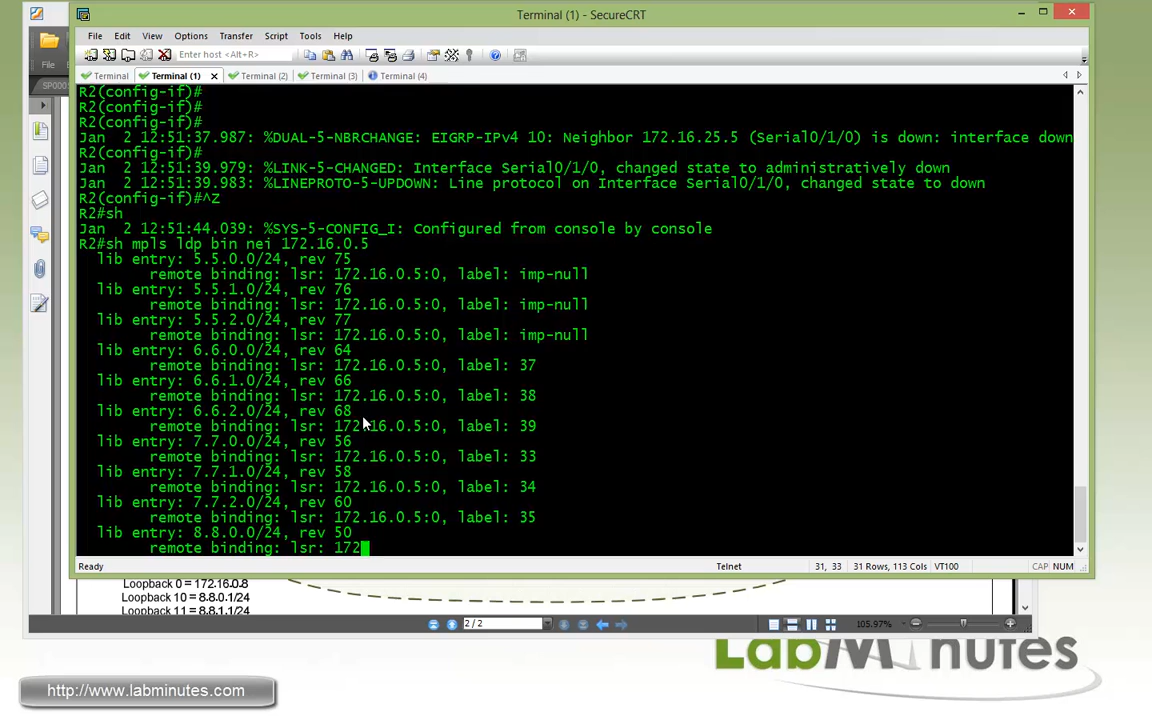 Terminal (1) - SecureCRT
File Edit View Options Transfer Script Tools Help
Enter host <Alt+R>
File
SP000
Terminal Terminal (1) Terminal (2) Terminal (3) Terminal (4)
R2(config-if)#
R2(config-if)#
R2(config-if)#
Jan  2 12:51:37.987: %DUAL-5-NBRCHANGE: EIGRP-IPv4 10: Neighbor 172.16.25.5 (Serial0/1/0) is down: interface down
R2(config-if)#
Jan  2 12:51:39.979: %LINK-5-CHANGED: Interface Serial0/1/0, changed state to administratively down
Jan  2 12:51:39.983: %LINEPROTO-5-UPDOWN: Line protocol on Interface Serial0/1/0, changed state to down
R2(config-if)#^Z
R2#sh
Jan  2 12:51:44.039: %SYS-5-CONFIG_I: Configured from console by console
R2#sh mpls ldp bin nei 172.16.0.5
lib entry: 5.5.0.0/24, rev 75
remote binding: lsr: 172.16.0.5:0, label: imp-null
lib entry: 5.5.1.0/24, rev 76
remote binding: lsr: 172.16.0.5:0, label: imp-null
lib entry: 5.5.2.0/24, rev 77
remote binding: lsr: 172.16.0.5:0, label: imp-null
lib entry: 6.6.0.0/24, rev 64
remote binding: lsr: 172.16.0.5:0, label: 37
lib entry: 6.6.1.0/24, rev 66
remote binding: lsr: 172.16.0.5:0, label: 38
lib entry: 6.6.2.0/24, rev 68
remote binding: lsr: 172.16.0.5:0, label: 39
lib entry: 7.7.0.0/24, rev 56
remote binding: lsr: 172.16.0.5:0, label: 33
lib entry: 7.7.1.0/24, rev 58
remote binding: lsr: 172.16.0.5:0, label: 34
lib entry: 7.7.2.0/24, rev 60
remote binding: lsr: 172.16.0.5:0, label: 35
lib entry: 8.8.0.0/24, rev 50
remote binding: lsr: 172
Ready Telnet 31, 33 31 Rows, 113 Cols VT100 CAP NUM
Loopback 0 = 172.16.0.8
Loopback 10 = 8.8.0.1/24
Loopback 11 = 8.8.1.1/24
2 / 2 105.97%
LabMinutes
http://www.labminutes.com